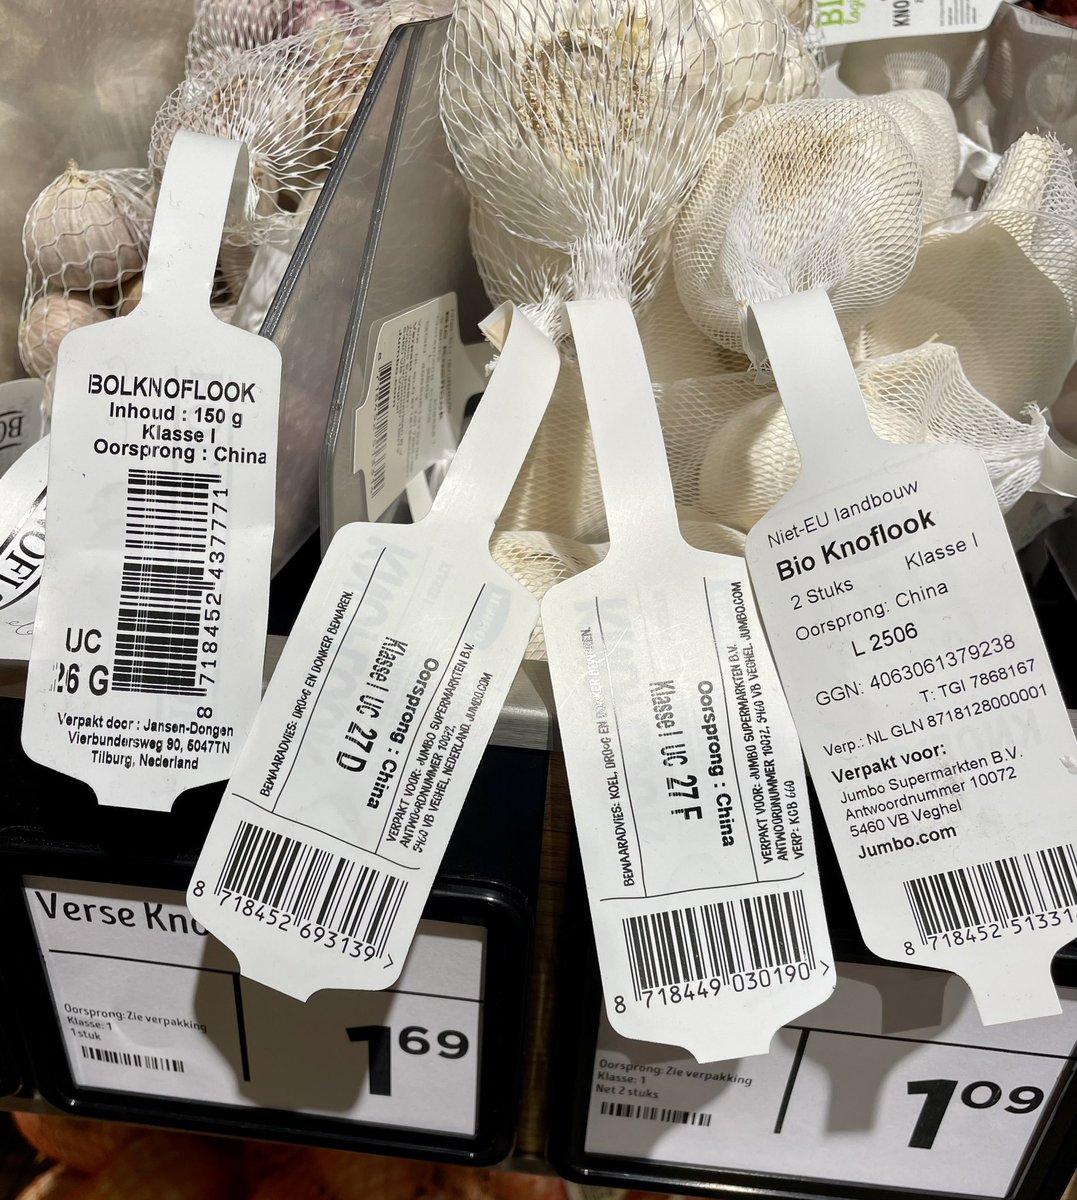 BOLKNOFLOOK
Inhoud : 150 g
Klasse I
Oorsprong : China
8 718452 437771
UC
26 G
Verpakt door : Jansen-Dongen
Vierbundersweg 90, 5047TN
Tilburg, Nederland
BEWAARADVIES: DROOG EN DONKER BEWAREN.
Klasse I UC 27 D
Oorsprong : China
VERPAKT VOOR: JUMBO SUPERMARKTEN B.V.
ANTWOORDNUMMER 10072,
5460 VB VEGHEL, NEDERLAND. JUMBO.COM
8 718452 693139 >
BEWAARADVIES: KOEL, DROOG EN DONKER BEWAREN.
Klasse I UC 27 F
Oorsprong : China
VERPAKT VOOR: JUMBO SUPERMARKTEN B.V.
ANTWOORDNUMMER 10072, 5460 VB VEGHEL. JUMBO.COM
VERP: KCB 660
8 718449 030190 >
Niet-EU landbouw
Bio Knoflook
2 Stuks Klasse I
Oorsprong: China
L 2506
GGN: 4063061379238
T: TGI 7868167
Verp.: NL GLN 8718128000001
Verpakt voor:
Jumbo Supermarkten B.V.
Antwoordnummer 10072
5460 VB Veghel
Jumbo.com
8 718452 51331
Verse Kno
Oorsprong: Zie verpakking
Klasse: 1
1 stuk
1 69
Oorsprong: Zie verpakking
Klasse: 1
Net 2 stuks
1 09